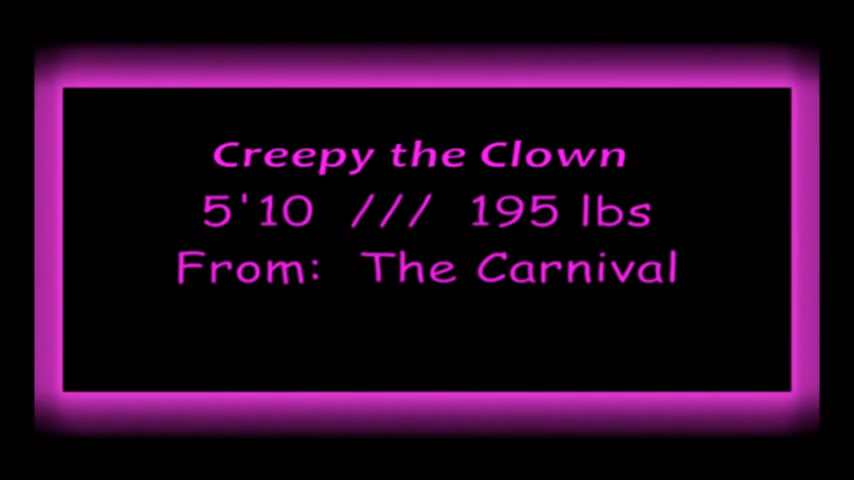 Creepy the Clown
5'10 /// 195 lbs
From: The Carnival